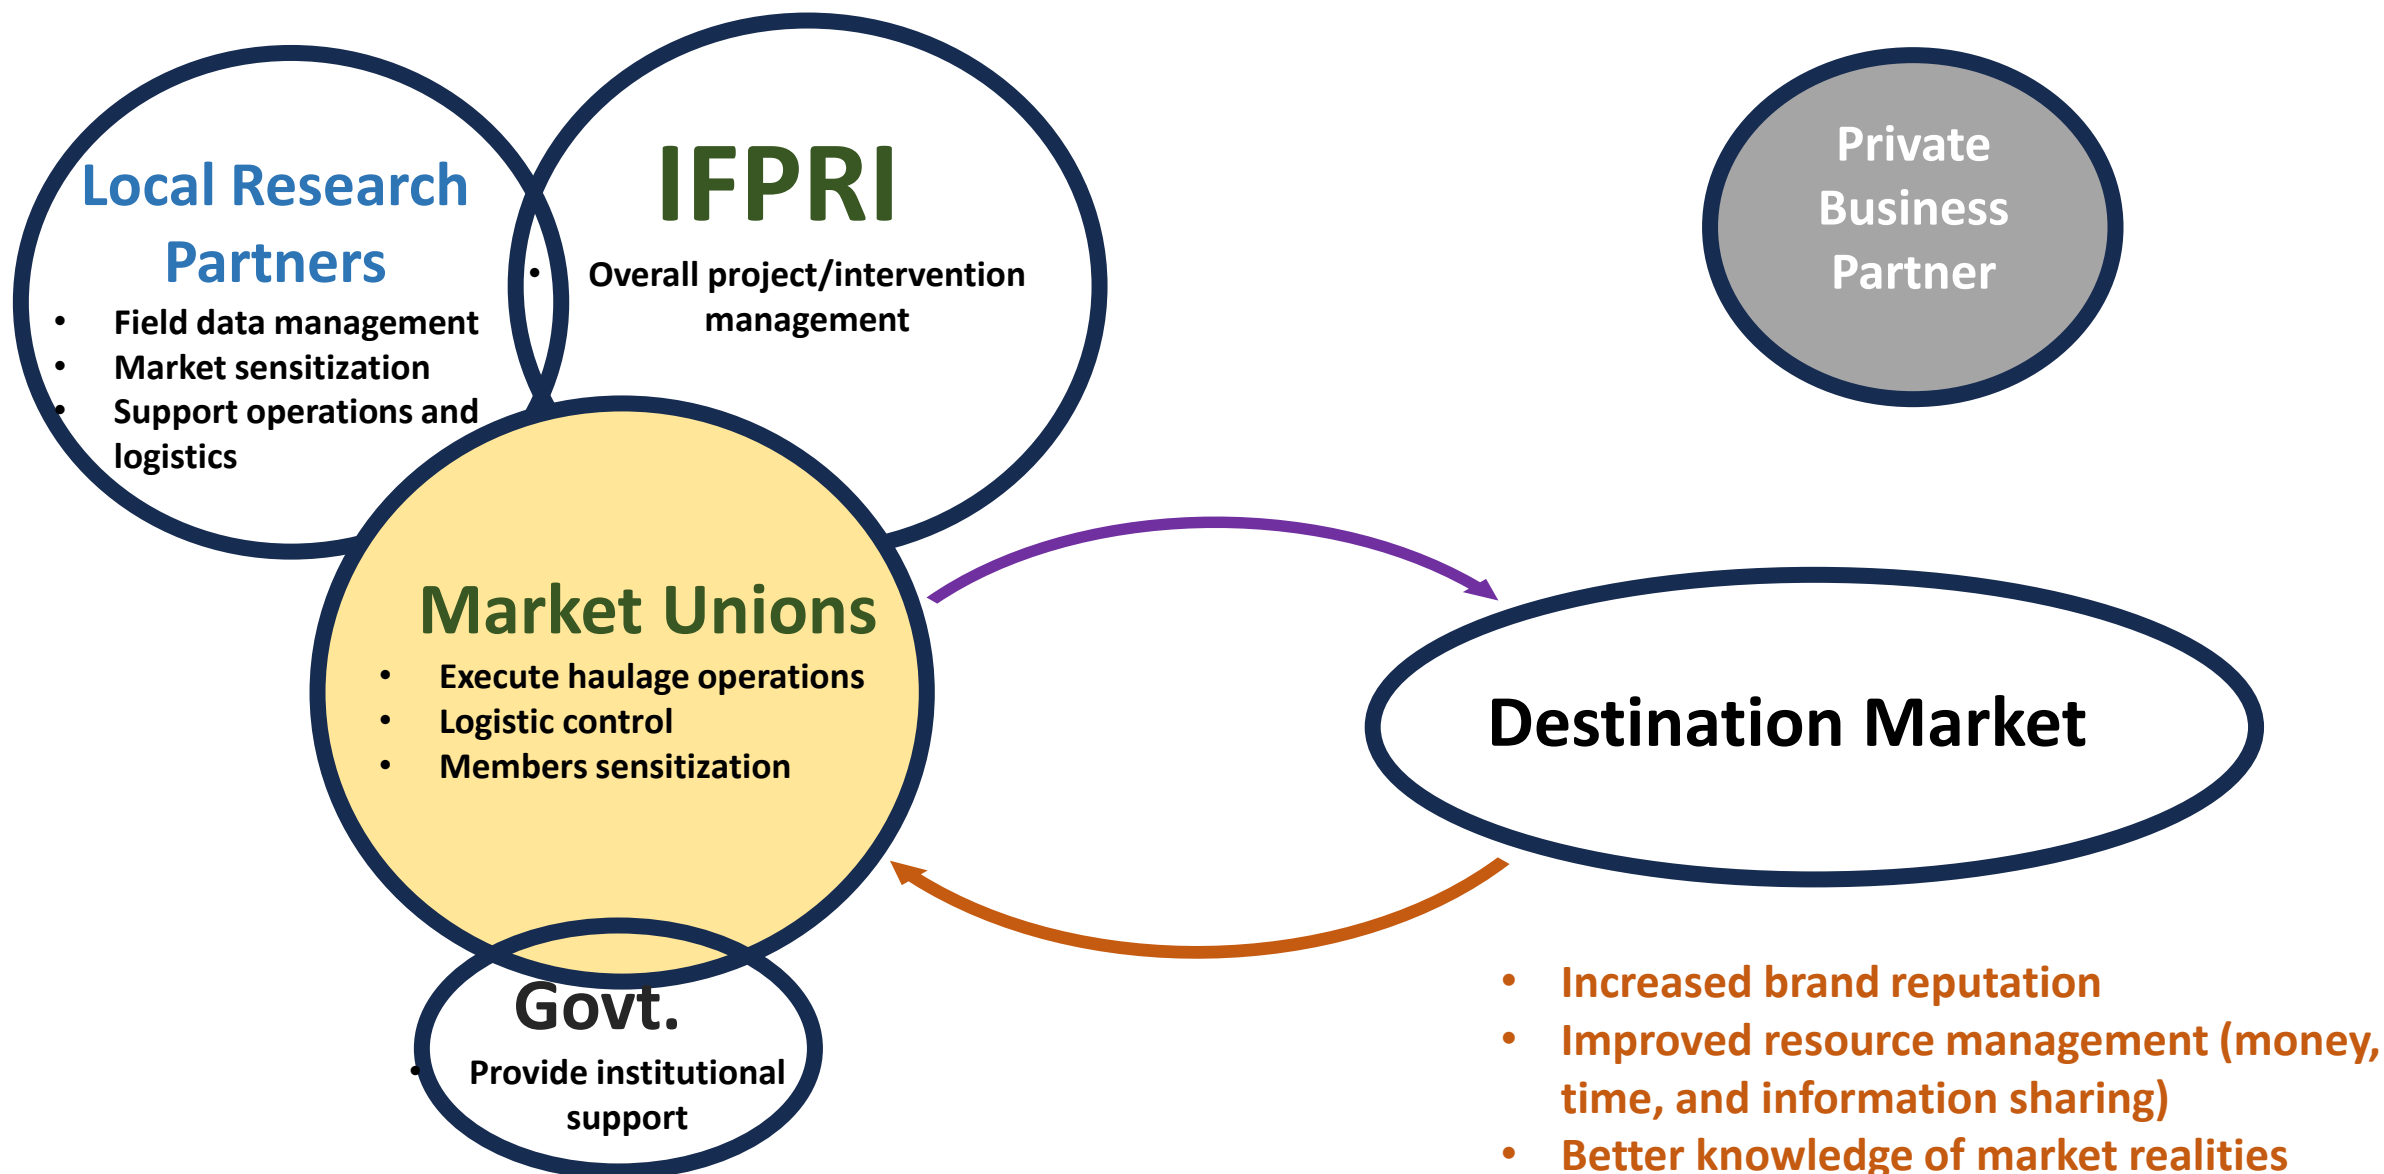 Local Research
Partners
• Field data management
• Market sensitization
• Support operations and
logistics
IFPRI
• Overall project/intervention
management
Private
Business
Partner
Market Unions
• Execute haulage operations
• Logistic control
• Members sensitization
Destination Market
Govt.
• Provide institutional
support
• Increased brand reputation
• Improved resource management (money,
time, and information sharing)
• Better knowledge of market realities